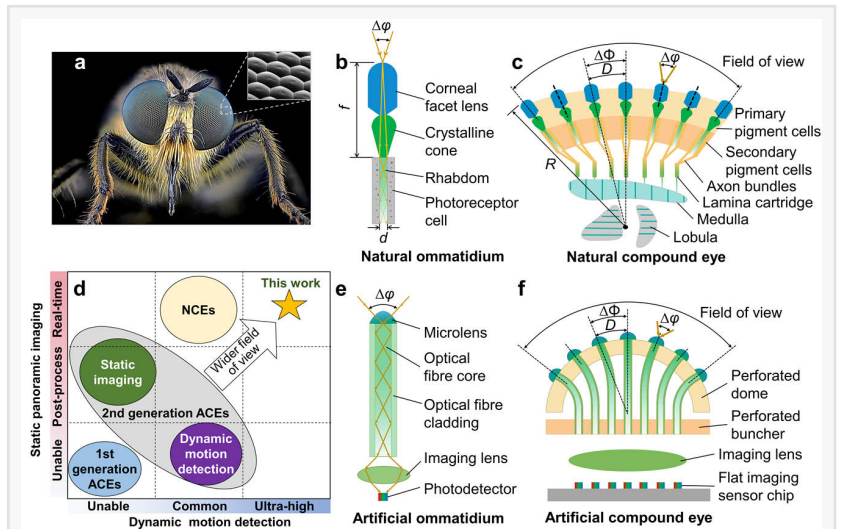 a
b
Δφ
f
Corneal
facet lens
Crystalline
cone
Rhabdom
Photoreceptor
cell
d
Natural ommatidium
c
ΔΦ
D
Δφ
Field of view
R
Primary
pigment cells
Secondary
pigment cells
Axon bundles
Lamina cartridge
Medulla
Lobula
Natural compound eye
d
Static panoramic imaging
Real-time
Post-process
Unable
NCEs
This work
Wider field
of view
Static
imaging
2nd generation ACEs
Dynamic
motion
detection
1st
generation
ACEs
Unable
Common
Ultra-high
Dynamic motion detection
e
Δφ
Microlens
Optical
fibre core
Optical fibre
cladding
Imaging lens
Photodetector
Artificial ommatidium
f
ΔΦ
D
Δφ
Field of view
Perforated
dome
Perforated
buncher
Imaging lens
Flat imaging
sensor chip
Artificial compound eye